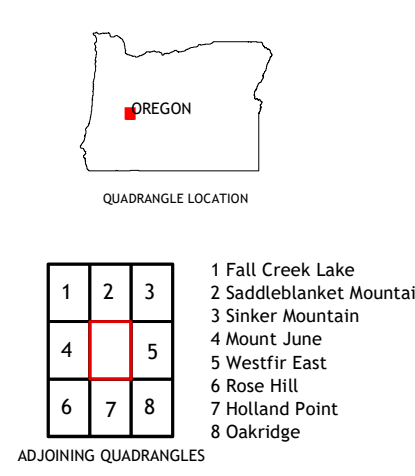 OREGON
QUADRANGLE LOCATION
1 2 3
4 5
6 7 8
1 Fall Creek Lake
2 Saddleblanket Mountai
3 Sinker Mountain
4 Mount June
5 Westfir East
6 Rose Hill
7 Holland Point
8 Oakridge
ADJOINING QUADRANGLES